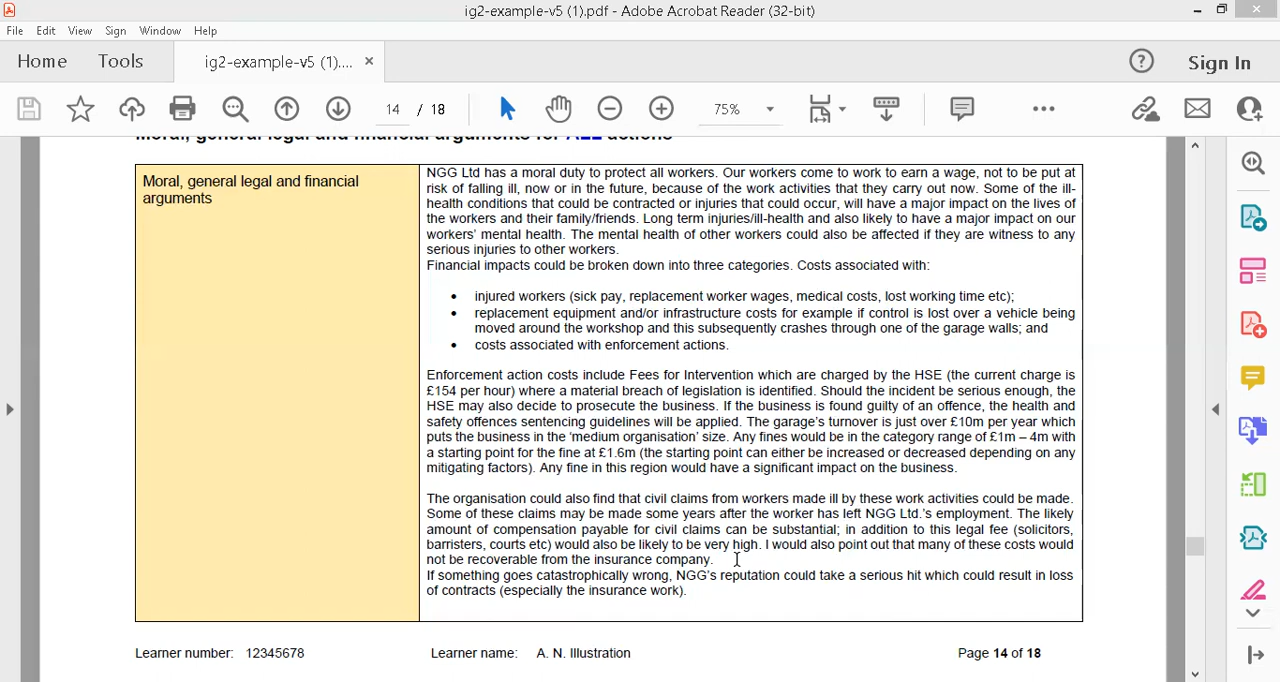 ig2-example-v5 (1).pdf - Adobe Acrobat Reader (32-bit)
File Edit View Sign Window Help
Home Tools ig2-example-v5 (1).... × ? Sign In
14 / 18 75%
Moral, general legal and financial arguments for ALL actions
Moral, general legal and financial
arguments
NGG Ltd has a moral duty to protect all workers. Our workers come to work to earn a wage, not to be put at
risk of falling ill, now or in the future, because of the work activities that they carry out now. Some of the ill-
health conditions that could be contracted or injuries that could occur, will have a major impact on the lives of
the workers and their family/friends. Long term injuries/ill-health and also likely to have a major impact on our
workers' mental health. The mental health of other workers could also be affected if they are witness to any
serious injuries to other workers.
Financial impacts could be broken down into three categories. Costs associated with:
• injured workers (sick pay, replacement worker wages, medical costs, lost working time etc);
• replacement equipment and/or infrastructure costs for example if control is lost over a vehicle being
moved around the workshop and this subsequently crashes through one of the garage walls; and
• costs associated with enforcement actions.
Enforcement action costs include Fees for Intervention which are charged by the HSE (the current charge is
£154 per hour) where a material breach of legislation is identified. Should the incident be serious enough, the
HSE may also decide to prosecute the business. If the business is found guilty of an offence, the health and
safety offences sentencing guidelines will be applied. The garage's turnover is just over £10m per year which
puts the business in the 'medium organisation' size. Any fines would be in the category range of £1m – 4m with
a starting point for the fine at £1.6m (the starting point can either be increased or decreased depending on any
mitigating factors). Any fine in this region would have a significant impact on the business.
The organisation could also find that civil claims from workers made ill by these work activities could be made.
Some of these claims may be made some years after the worker has left NGG Ltd.'s employment. The likely
amount of compensation payable for civil claims can be substantial; in addition to this legal fee (solicitors,
barristers, courts etc) would also be likely to be very high. I would also point out that many of these costs would
not be recoverable from the insurance company.
If something goes catastrophically wrong, NGG's reputation could take a serious hit which could result in loss
of contracts (especially the insurance work).
Learner number: 12345678 Learner name: A. N. Illustration Page 14 of 18